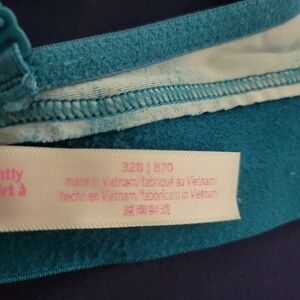 ntly
irt
32B | B70
made in Vietnam/fabriqué au Vietnam/
hecho en Vietnam/fabbricato in Vietnam/
越南制造